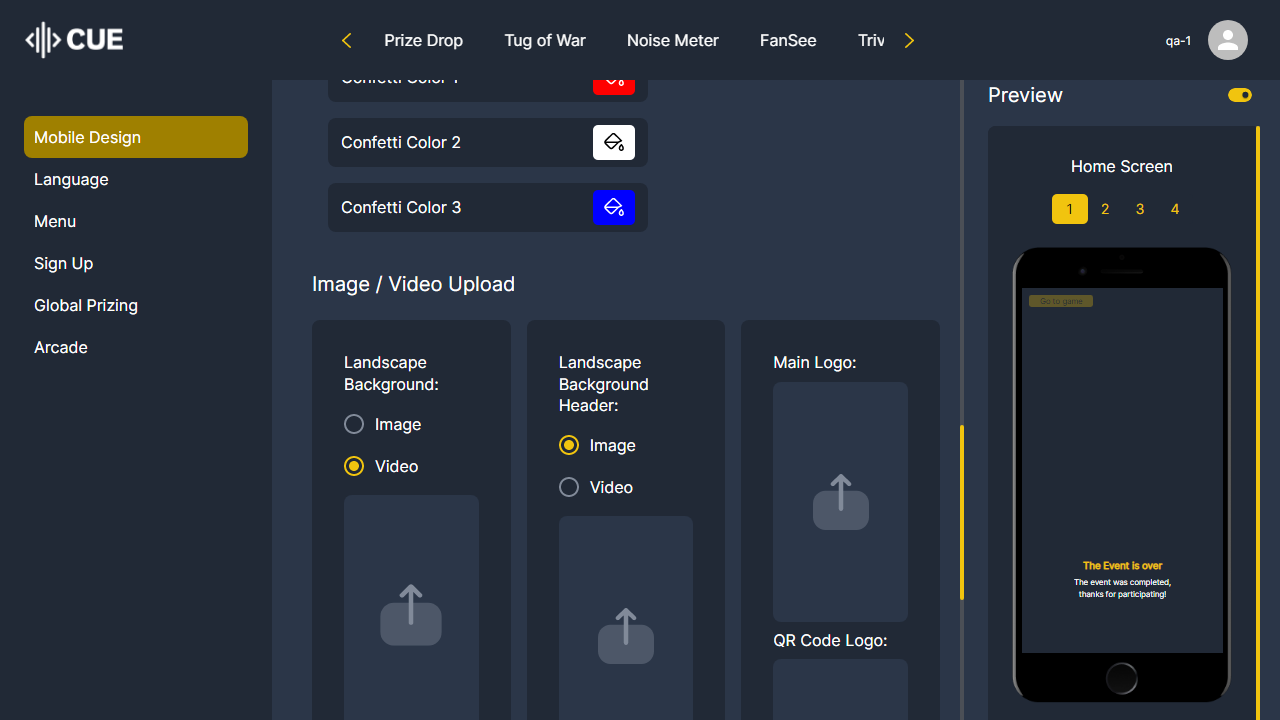 CUE
Prize Drop
Tug of War
Noise Meter
FanSee
Triv
qa-1
Mobile Design
Language
Menu
Sign Up
Global Prizing
Arcade
Confetti Color 1
Confetti Color 2
Confetti Color 3
Image / Video Upload
Landscape
Background:
Image
Video
Landscape
Background
Header:
Image
Video
Main Logo:
QR Code Logo:
Preview
Home Screen
1 2 3 4
Go to game
The Event is over
The event was completed,
thanks for participating!